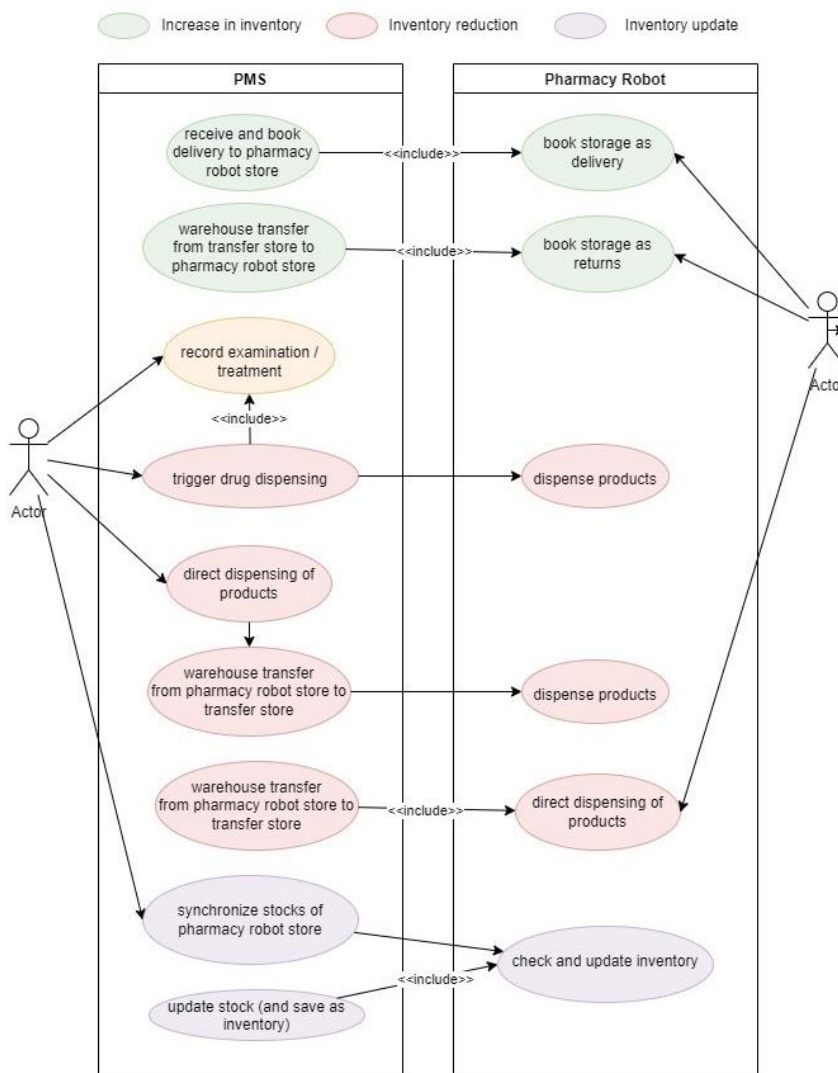 Increase in inventory
Inventory reduction
Inventory update
PMS
Pharmacy Robot
receive and book
delivery to pharmacy
robot store
<<include>>
book storage as
delivery
warehouse transfer
from transfer store to
pharmacy robot store
<<include>>
book storage as
returns
record examination /
treatment
<<include>>
Actor
Actor
trigger drug dispensing
dispense products
direct dispensing of
products
warehouse transfer
from pharmacy robot store to
transfer store
dispense products
warehouse transfer
from pharmacy robot store to
transfer store
<<include>>
direct dispensing of
products
synchronize stocks of
pharmacy robot store
check and update inventory
<<include>>
update stock (and save as
inventory)